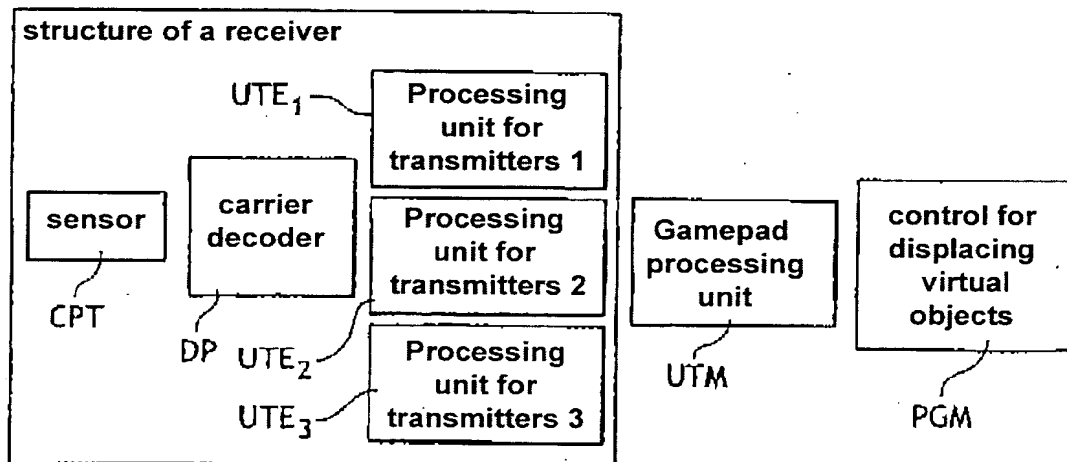 structure of a receiver
UTE1
Processing
unit for
transmitters 1
sensor
CPT
carrier
decoder
DP
UTE2
Processing
unit for
transmitters 2
UTE3
Processing
unit for
transmitters 3
Gamepad
processing
unit
UTM
control for
displacing
virtual
objects
PGM